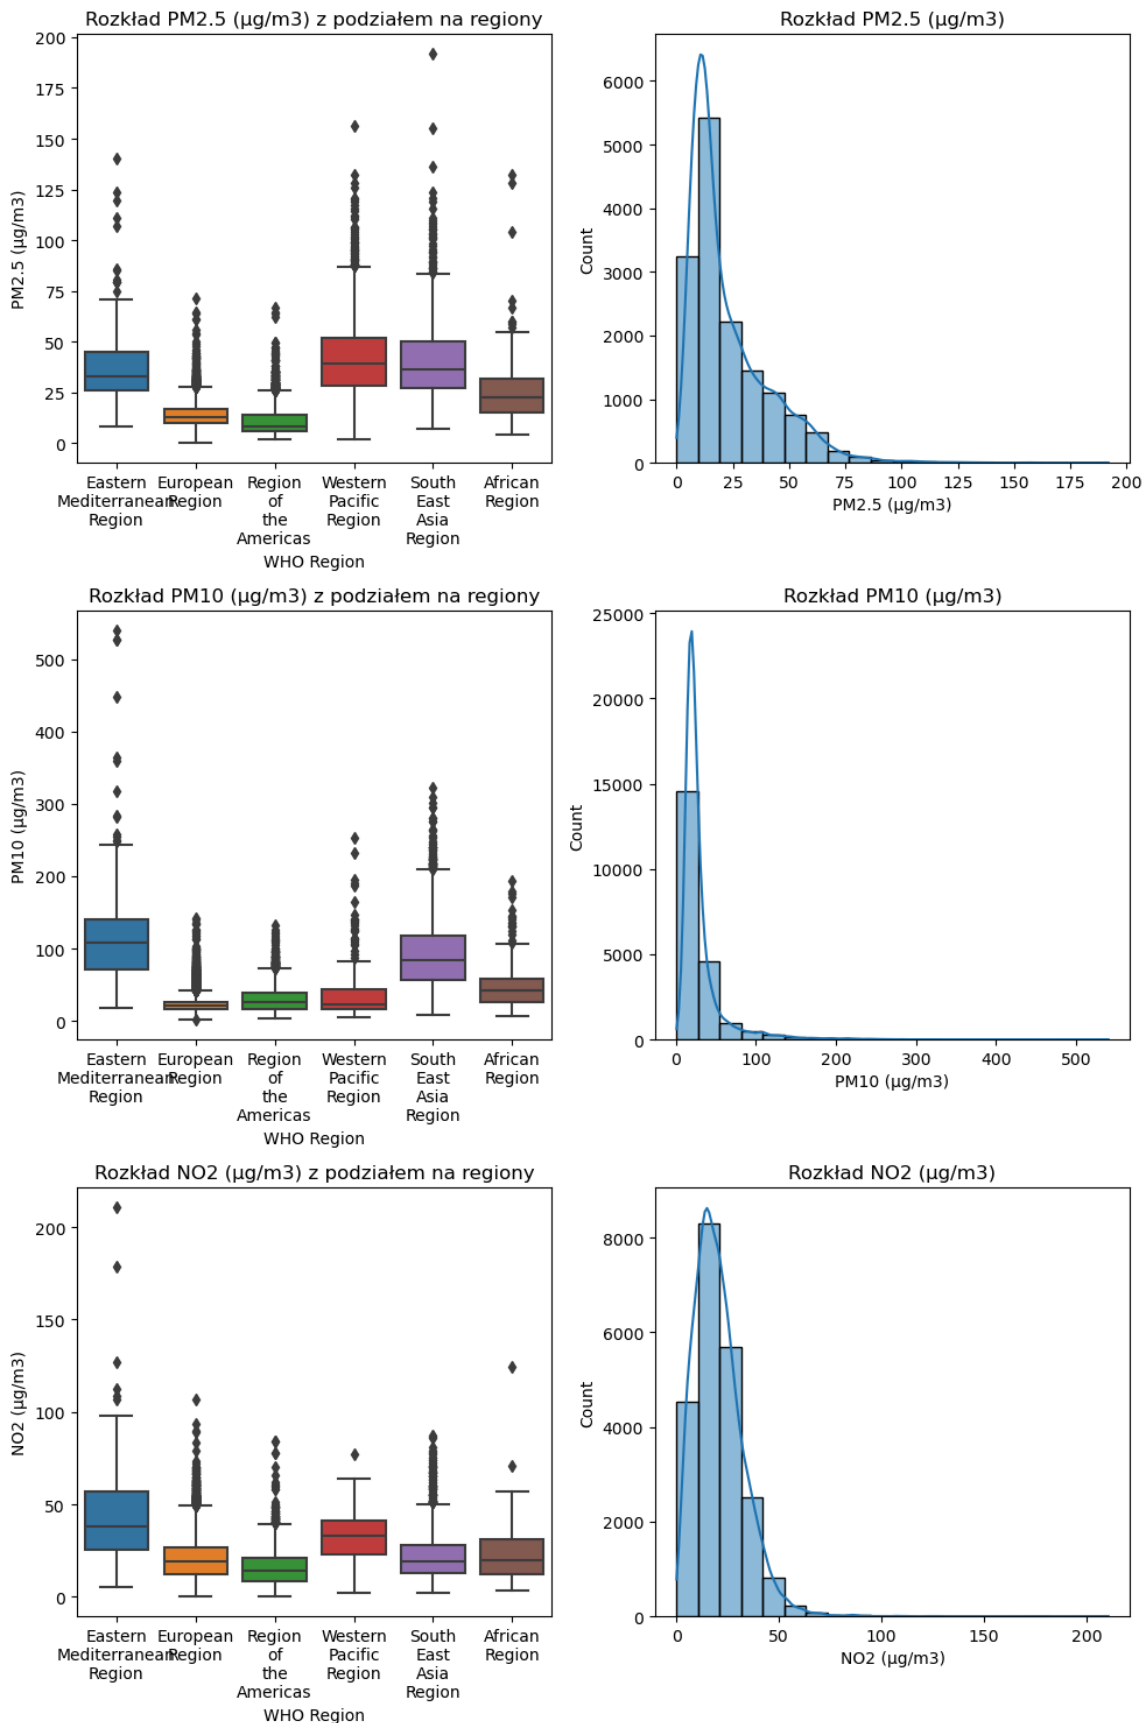 Rozkład PM2.5 (µg/m3) z podziałem na regiony
200
175
150
125
100
75
50
25
0
PM2.5 (µg/m3)
Eastern Mediterranean Region
European Region
Region of the Americas
Western Pacific Region
South East Asia Region
African Region
WHO Region
Rozkład PM2.5 (µg/m3)
6000
5000
4000
3000
2000
1000
0
Count
0 25 50 75 100 125 150 175 200
PM2.5 (µg/m3)
Rozkład PM10 (µg/m3) z podziałem na regiony
500
400
300
200
100
0
PM10 (µg/m3)
Eastern Mediterranean Region
European Region
Region of the Americas
Western Pacific Region
South East Asia Region
African Region
WHO Region
Rozkład PM10 (µg/m3)
25000
20000
15000
10000
5000
0
Count
0 100 200 300 400 500
PM10 (µg/m3)
Rozkład NO2 (µg/m3) z podziałem na regiony
200
150
100
50
0
NO2 (µg/m3)
Eastern Mediterranean Region
European Region
Region of the Americas
Western Pacific Region
South East Asia Region
African Region
WHO Region
Rozkład NO2 (µg/m3)
8000
6000
4000
2000
0
Count
0 50 100 150 200
NO2 (µg/m3)